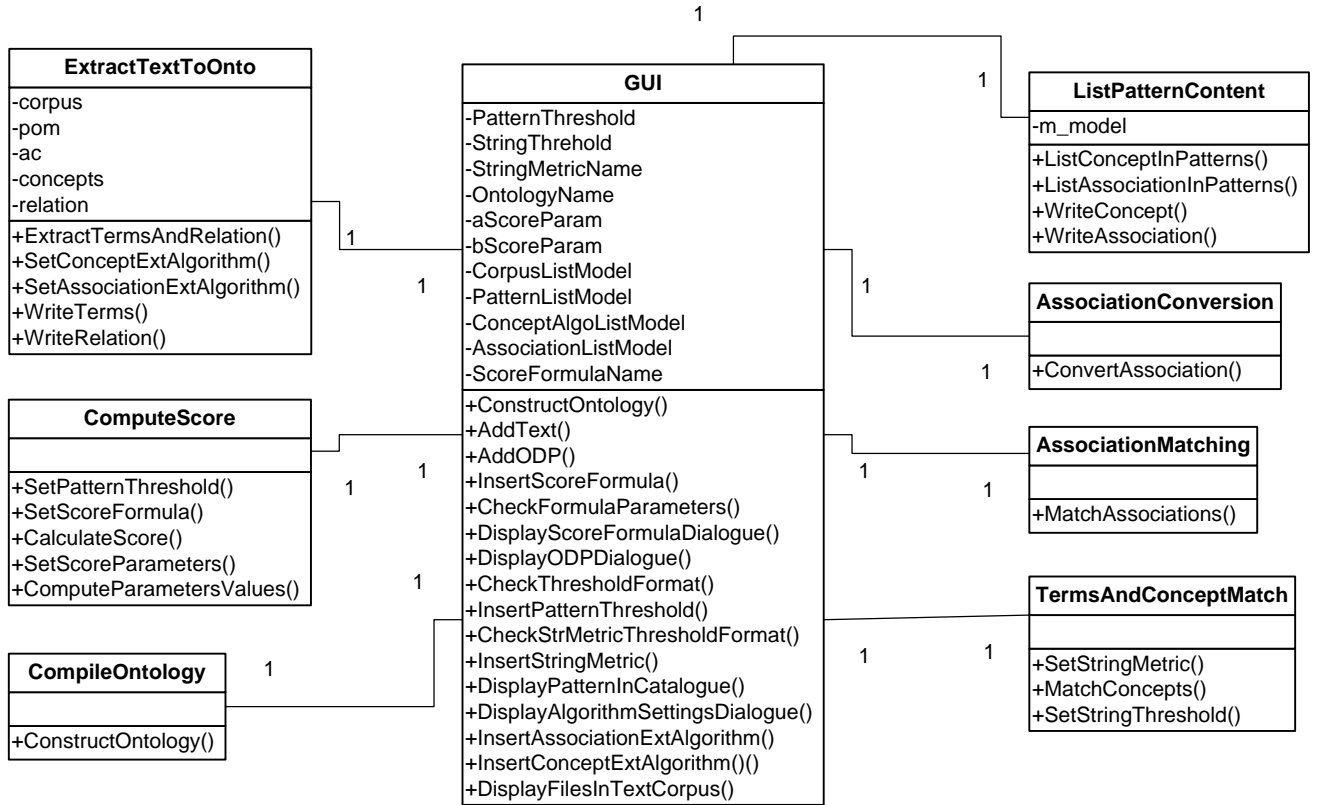 1
ExtractTextToOnto
-corpus
-pom
-ac
-concepts
-relation
+ExtractTermsAndRelation()
+SetConceptExtAlgorithm()
+SetAssociationExtAlgorithm()
+WriteTerms()
+WriteRelation()
1
1
ComputeScore
+SetPatternThreshold()
+SetScoreFormula()
+CalculateScore()
+SetScoreParameters()
+ComputeParametersValues()
1
1
CompileOntology
+ConstructOntology()
1
1
GUI
-PatternThreshold
-StringThrehold
-StringMetricName
-OntologyName
-aScoreParam
-bScoreParam
-CorpusListModel
-PatternListModel
-ConceptAlgoListModel
-AssociationListModel
-ScoreFormulaName
+ConstructOntology()
+AddText()
+AddODP()
+InsertScoreFormula()
+CheckFormulaParameters()
+DisplayScoreFormulaDialogue()
+DisplayODPDialogue()
+CheckThresholdFormat()
+InsertPatternThreshold()
+CheckStrMetricThresholdFormat()
+InsertStringMetric()
+DisplayPatternInCatalogue()
+DisplayAlgorithmSettingsDialogue()
+InsertAssociationExtAlgorithm()
+InsertConceptExtAlgorithm()()
+DisplayFilesInTextCorpus()
1
ListPatternContent
-m_model
+ListConceptInPatterns()
+ListAssociationInPatterns()
+WriteConcept()
+WriteAssociation()
1
1
AssociationConversion
+ConvertAssociation()
1
1
AssociationMatching
+MatchAssociations()
1
1
TermsAndConceptMatch
+SetStringMetric()
+MatchConcepts()
+SetStringThreshold()